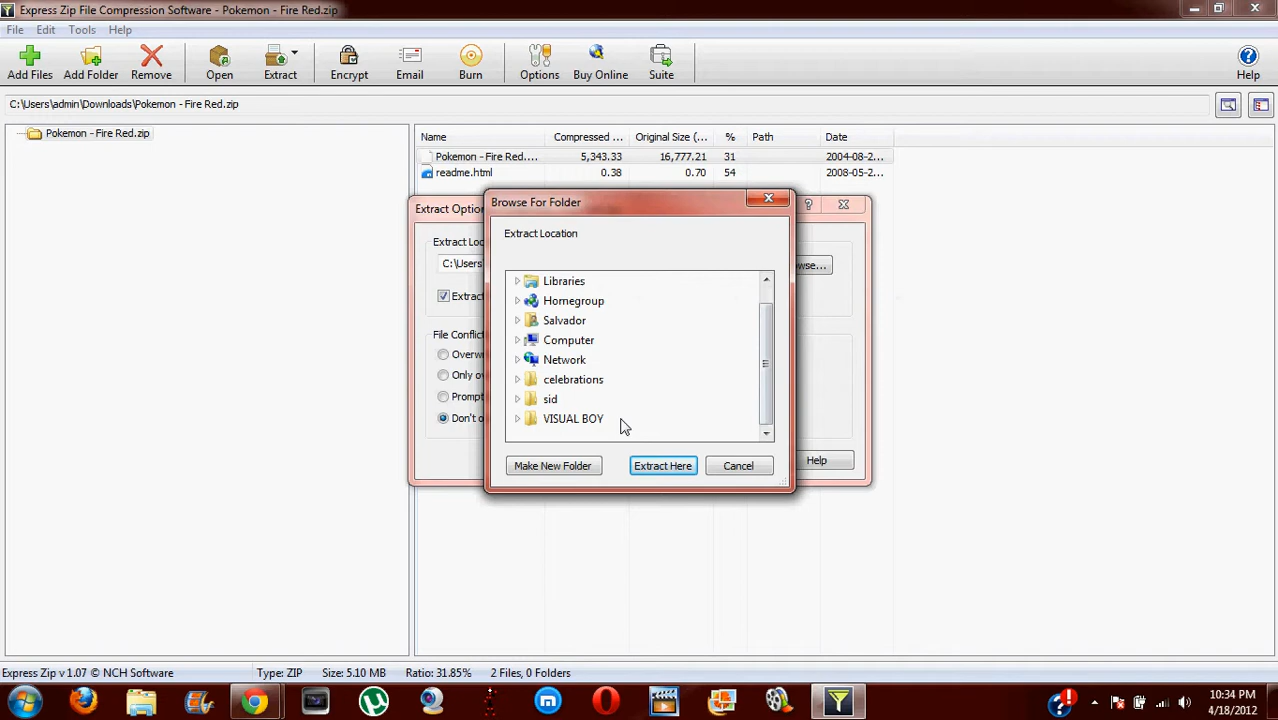 Express Zip File Compression Software - Pokemon - Fire Red.zip
File Edit Tools Help
Add Files Add Folder Remove Open Extract Encrypt Email Burn Options Buy Online Suite Help
C:\Users\admin\Downloads\Pokemon - Fire Red.zip
Pokemon - Fire Red.zip
Name Compressed ... Original Size (... % Path Date
Pokemon - Fire Red.... 5,343.33 16,777.21 31 2004-08-2...
readme.html 0.38 0.70 54 2008-05-2...
Extract Optio
Browse For Folder
Extract Location
Extract Loc
C:\Users
wse...
Extrac
File Conflic
Overw
Only ov
Prompt
Don't o
Help
Libraries
Homegroup
Salvador
Computer
Network
celebrations
sid
VISUAL BOY
Make New Folder Extract Here Cancel
Express Zip v 1.07 © NCH Software Type: ZIP Size: 5.10 MB Ratio: 31.85% 2 Files, 0 Folders
10:34 PM
4/18/2012